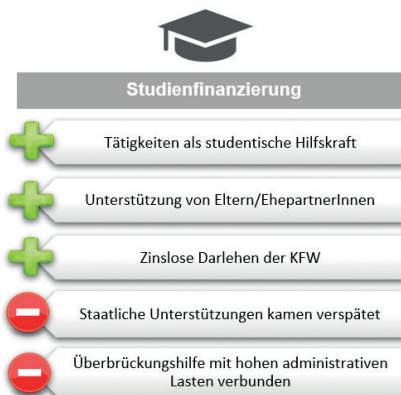 Studienfinanzierung
Tätigkeiten als studentische Hilfskraft
Unterstützung von Eltern/EhepartnerInnen
Zinslose Darlehen der KFW
Staatliche Unterstützungen kamen verspätet
Überbrückungshilfe mit hohen administrativen
Lasten verbunden